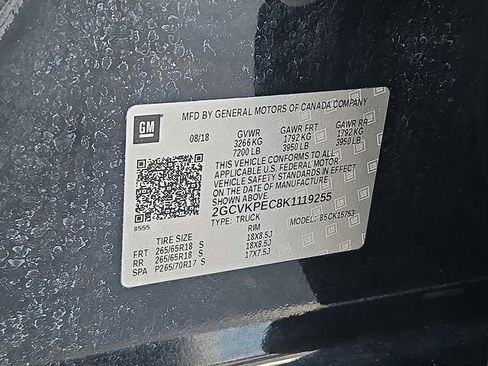 GM
MFD BY GENERAL MOTORS OF CANADA COMPANY
08/18 GVWR GAWR FRT GAWR RR
3266 KG 1792 KG 1792 KG
7200 LB 3950 LB 3950 LB
THIS VEHICLE CONFORMS TO ALL
APPLICABLE U.S. FEDERAL MOTOR
VEHICLE SAFETY STANDARDS IN EFFECT
ON THE DATE OF MANUFACTURE
SHOWN ABOVE.
2GCVKPEC8K1119255
8555 TYPE: TRUCK MODEL: 85 CK15753
TIRE SIZE RIM
FRT 265/65R18 S 18X8.5J
RR 265/65R18 S 18X8.5J
SPA P265/70R17 S 17X7.5J